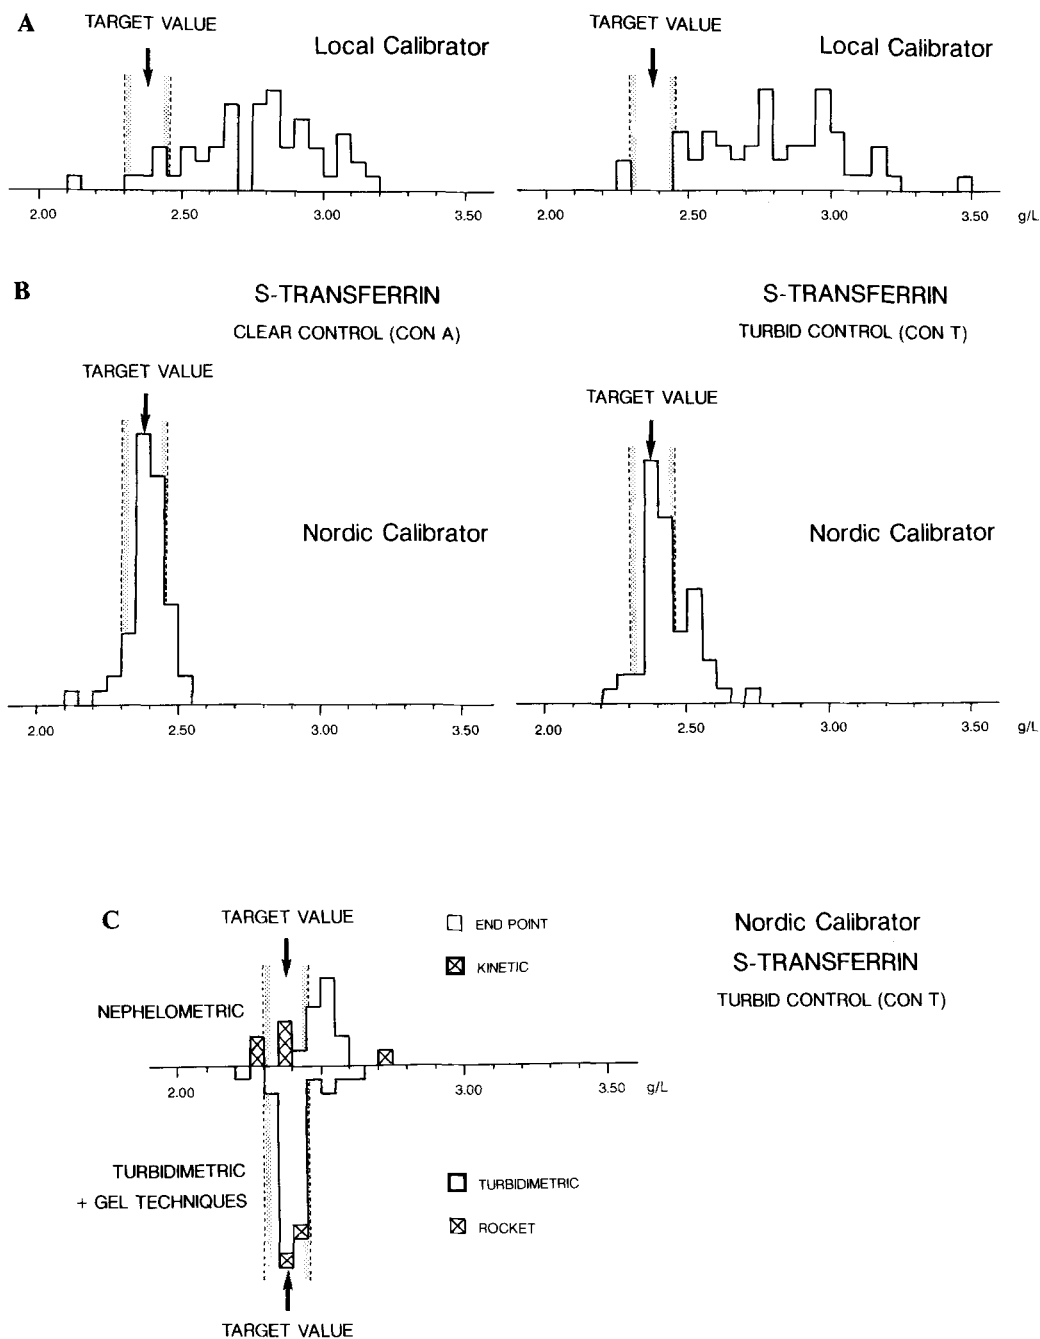 A
TARGET VALUE
Local Calibrator
TARGET VALUE
Local Calibrator
2.00 2.50 3.00 3.50
2.00 2.50 3.00 3.50 g/L
B
S-TRANSFERRIN
CLEAR CONTROL (CON A)
S-TRANSFERRIN
TURBID CONTROL (CON T)
TARGET VALUE
TARGET VALUE
Nordic Calibrator
Nordic Calibrator
2.00 2.50 3.00 3.50
2.00 2.50 3.00 3.50 g/L
C
TARGET VALUE
END POINT
KINETIC
Nordic Calibrator
S-TRANSFERRIN
TURBID CONTROL (CON T)
NEPHELOMETRIC
2.00 3.00 3.50 g/L
TURBIDIMETRIC
+ GEL TECHNIQUES
TURBIDIMETRIC
ROCKET
TARGET VALUE